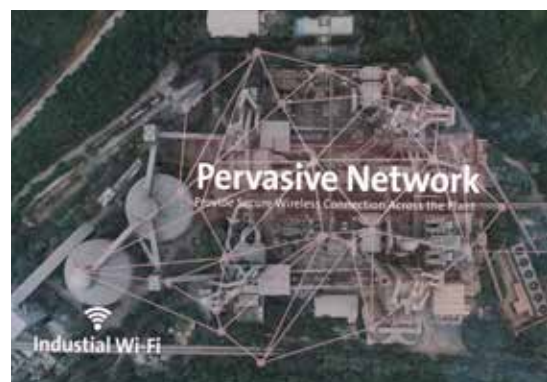 Pervasive Network
Provide Secure Wireless Connection Across the Plant
Industial Wi-Fi